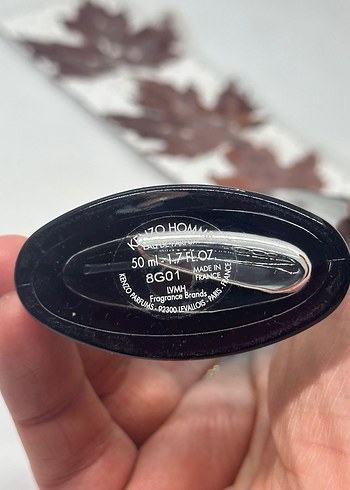 KENZO HOMME
EAU DE PARFUM
50 ml - 1.7 FL.OZ.
8G01
MADE IN
FRANCE
LVMH
Fragrance Brands
KENZO PARFUMS - 92300 LEVALLOIS - PARIS - FRANCE